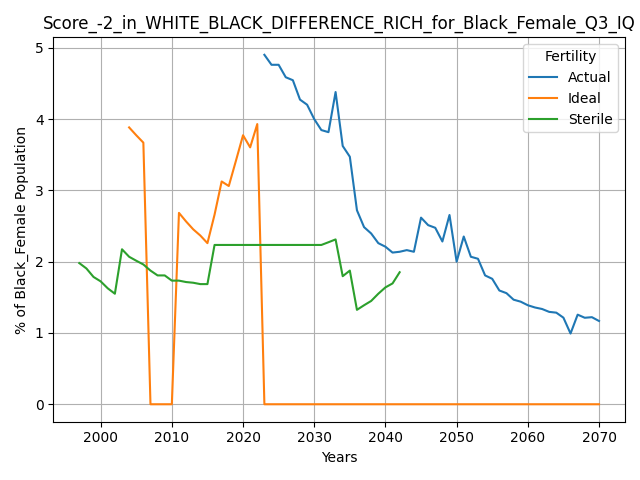 Score_-2_in_WHITE_BLACK_DIFFERENCE_RICH_for_Black_Female_Q3_IQ
Fertility
Actual
Ideal
Sterile
% of Black_Female Population
5
4
3
2
1
0
2000 2010 2020 2030 2040 2050 2060 2070
Years